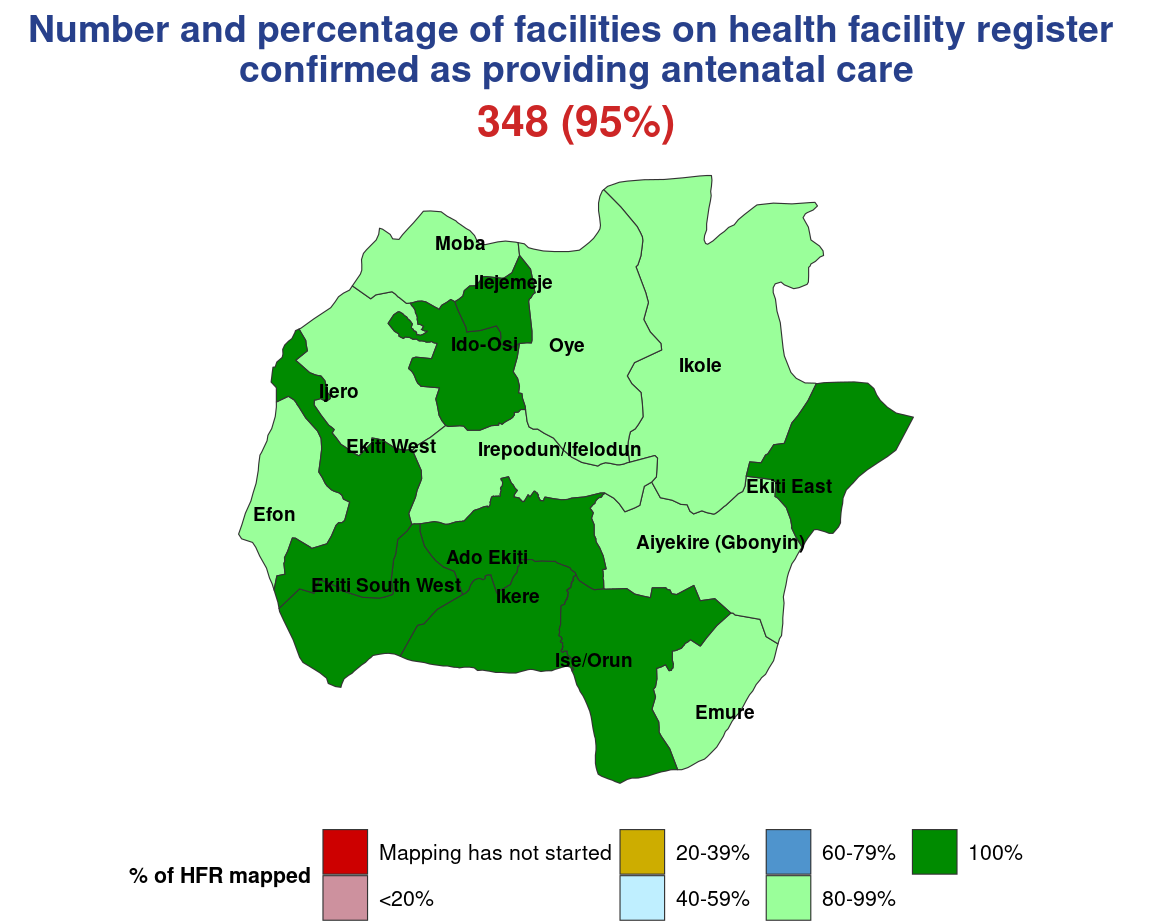 Number and percentage of facilities on health facility register
confirmed as providing antenatal care
348 (95%)
Moba
Ilejemeje
Ido-Osi
Oye
Ikole
Ijero
Ekiti West
Irepodun/Ifelodun
Ekiti East
Efon
Aiyekire (Gbonyin)
Ado Ekiti
Ekiti South West
Ikere
Ise/Orun
Emure
% of HFR mapped
Mapping has not started
<20%
20-39%
40-59%
60-79%
80-99%
100%